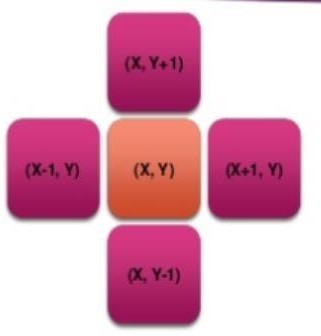 (X, Y+1)
(X-1, Y) (X, Y) (X+1, Y)
(X, Y-1)